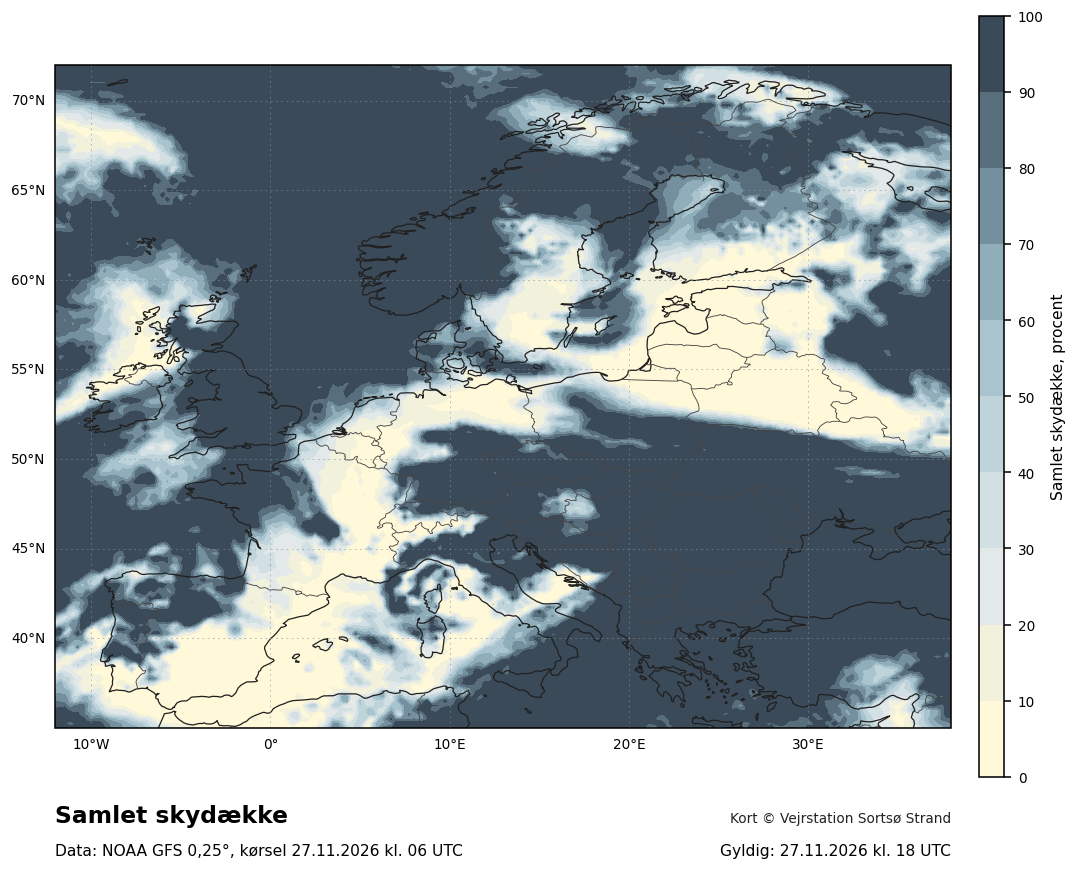 100
90
80
70
60
50
40
30
20
10
0
Samlet skydække, procent
70°N
65°N
60°N
55°N
50°N
45°N
40°N
10°W
0°
10°E
20°E
30°E
Samlet skydække
Kort © Vejrstation Sortsø Strand
Data: NOAA GFS 0,25°, kørsel 27.11.2026 kl. 06 UTC
Gyldig: 27.11.2026 kl. 18 UTC